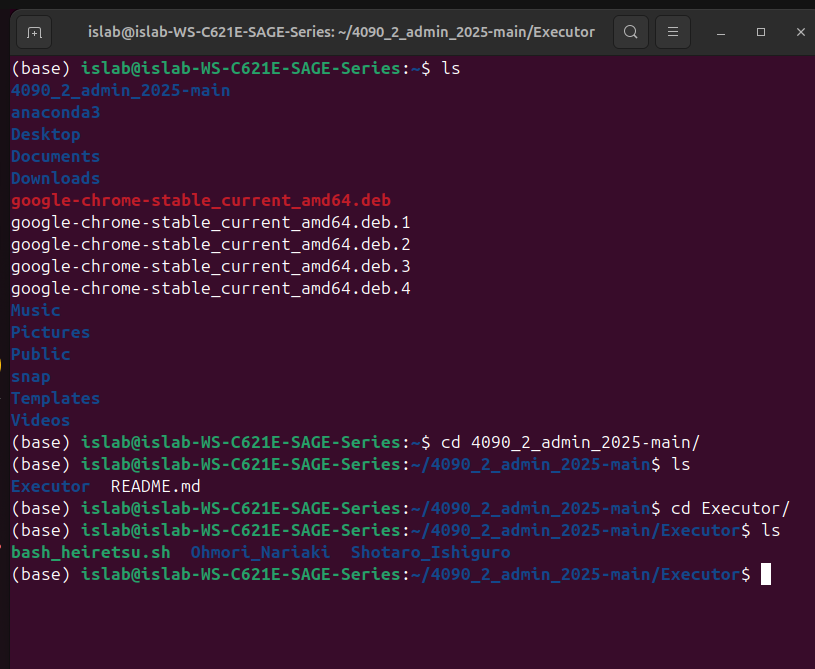 islab@islab-WS-C621E-SAGE-Series: ~/4090_2_admin_2025-main/Executor
(base) islab@islab-WS-C621E-SAGE-Series:~$ ls
4090_2_admin_2025-main
anaconda3
Desktop
Documents
Downloads
google-chrome-stable_current_amd64.deb
google-chrome-stable_current_amd64.deb.1
google-chrome-stable_current_amd64.deb.2
google-chrome-stable_current_amd64.deb.3
google-chrome-stable_current_amd64.deb.4
Music
Pictures
Public
snap
Templates
Videos
(base) islab@islab-WS-C621E-SAGE-Series:~$ cd 4090_2_admin_2025-main/
(base) islab@islab-WS-C621E-SAGE-Series:~/4090_2_admin_2025-main$ ls
Executor  README.md
(base) islab@islab-WS-C621E-SAGE-Series:~/4090_2_admin_2025-main$ cd Executor/
(base) islab@islab-WS-C621E-SAGE-Series:~/4090_2_admin_2025-main/Executor$ ls
bash_heiretsu.sh  Ohmori_Nariaki  Shotaro_Ishiguro
(base) islab@islab-WS-C621E-SAGE-Series:~/4090_2_admin_2025-main/Executor$